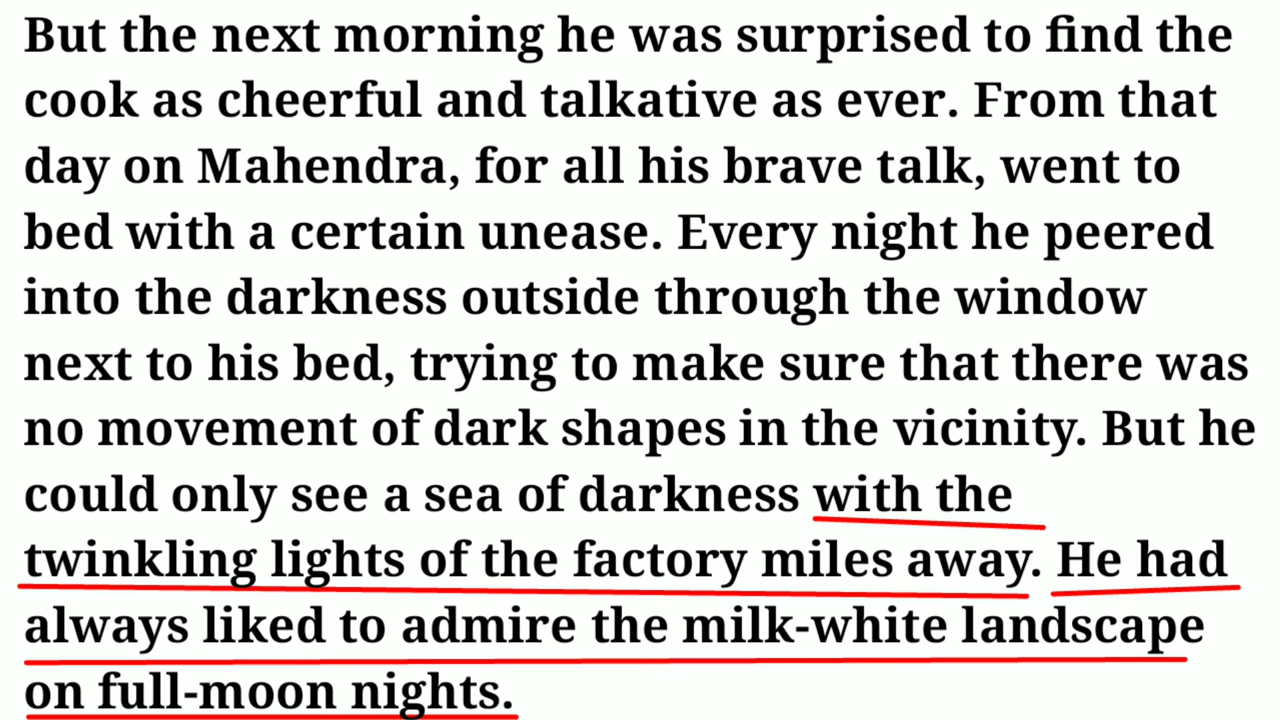 But the next morning he was surprised to find the
cook as cheerful and talkative as ever. From that
day on Mahendra, for all his brave talk, went to
bed with a certain unease. Every night he peered
into the darkness outside through the window
next to his bed, trying to make sure that there was
no movement of dark shapes in the vicinity. But he
could only see a sea of darkness with the
twinkling lights of the factory miles away. He had
always liked to admire the milk-white landscape
on full-moon nights.